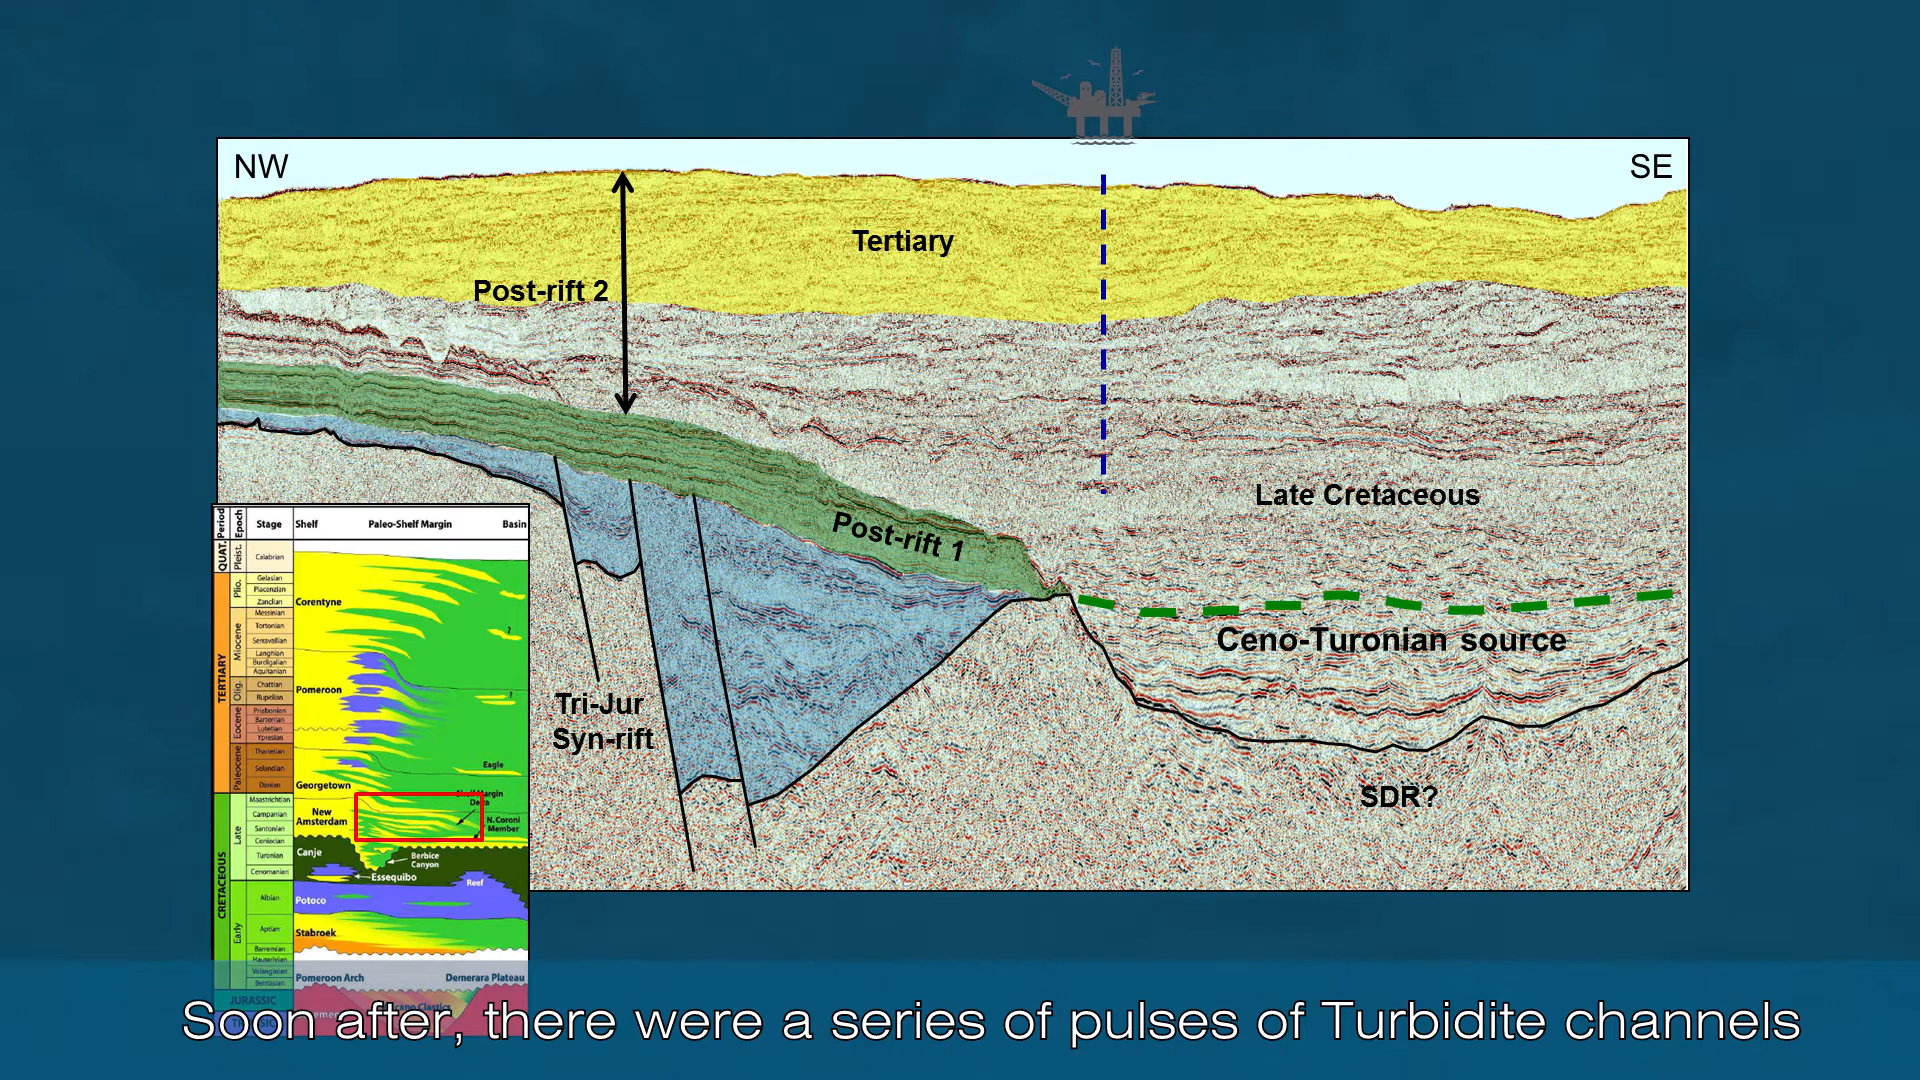 NW
SE
Tertiary
Post-rift 2
Late Cretaceous
Post-rift 1
Ceno-Turonian source
Tri-Jur
Syn-rift
SDR?
Period
Epoch
Stage
Shelf
Paleo-Shelf Margin
Basin
QUAT.
Pleist.
Calabrian
TERTIARY
Plio.
Gelasian
Piacenzian
Zanclian
Corentyne
Miocene
Messinian
Tortonian
Serravallian
Langhian
Burdigalian
Aquitanian
?
Olig.
Chattian
Rupelian
Pomeroon
?
Eocene
Priabonian
Bartonian
Lutetian
Ypresian
Paleocene
Thanetian
Selandian
Danian
Eagle
Georgetown
CRETACEOUS
Late
Maastrichtian
Campanian
Santonian
Coniacian
Turonian
Cenomanian
Shelf Margin
Delta
New
Amsterdam
N. Coroni
Member
Canje
Berbice
Canyon
Essequibo
Reef
Early
Albian
Aptian
Barremian
Hauterivian
Valanginian
Berriasian
Potoco
Stabroek
Pomeroon Arch
Demerara Plateau
JURASSIC
Soon after, there were a series of pulses of Turbidite channels